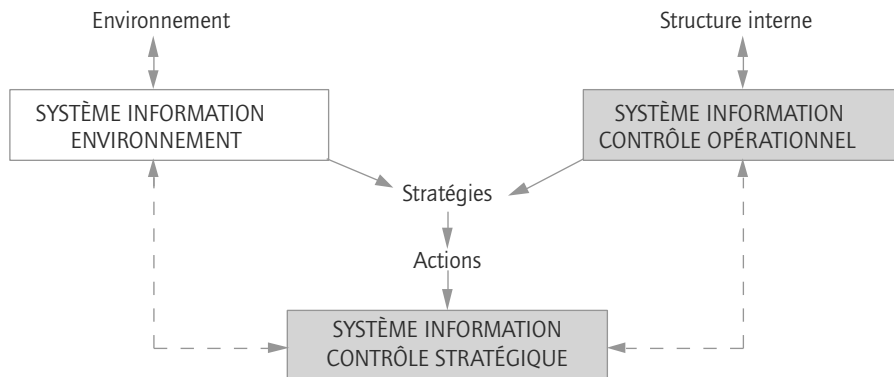 Environnement
Structure interne
SYSTÈME INFORMATION
ENVIRONNEMENT
SYSTÈME INFORMATION
CONTRÔLE OPÉRATIONNEL
Stratégies
Actions
SYSTÈME INFORMATION
CONTRÔLE STRATÉGIQUE